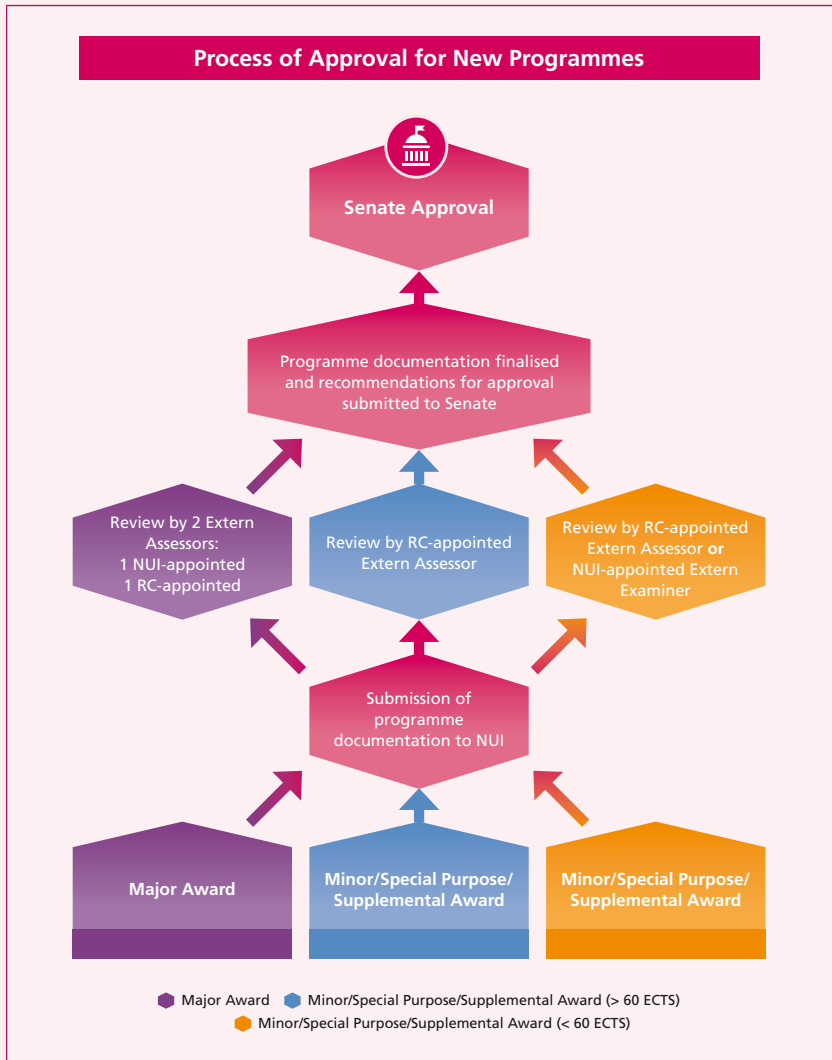 Process of Approval for New Programmes
Senate Approval
Programme documentation finalised
and recommendations for approval
submitted to Senate
Review by 2 Extern
Assessors:
1 NUI-appointed
1 RC-appointed
Review by RC-appointed
Extern Assessor
Review by RC-appointed
Extern Assessor or
NUI-appointed Extern
Examiner
Submission of
programme
documentation to NUI
Major Award
Minor/Special Purpose/
Supplemental Award
Minor/Special Purpose/
Supplemental Award
Major Award
Minor/Special Purpose/Supplemental Award (> 60 ECTS)
Minor/Special Purpose/Supplemental Award (< 60 ECTS)